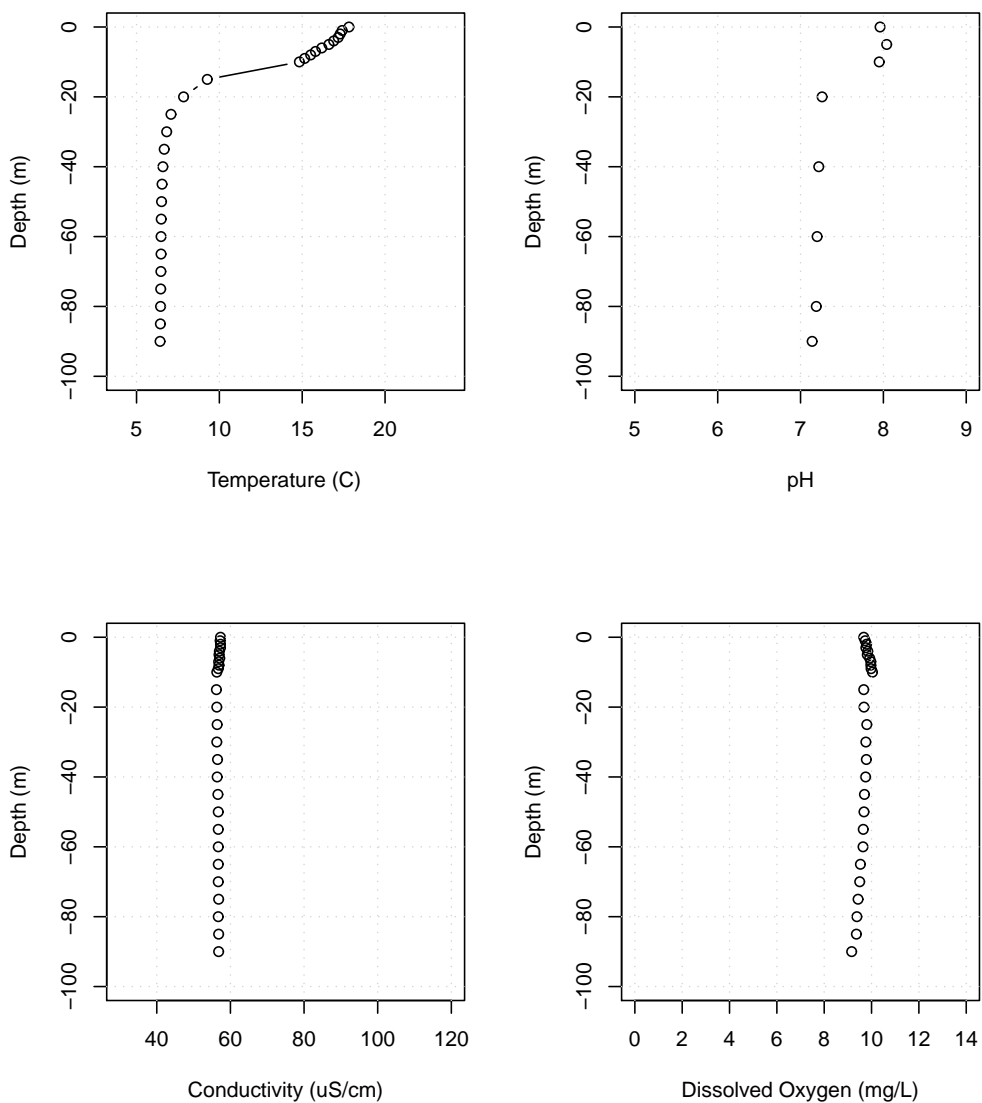 0
−20
−40
−60
−80
−100
Depth (m)
5 10 15 20
Temperature (C)
0
−20
−40
−60
−80
−100
Depth (m)
5 6 7 8 9
pH
0
−20
−40
−60
−80
−100
Depth (m)
40 60 80 100 120
Conductivity (uS/cm)
0
−20
−40
−60
−80
−100
Depth (m)
0 2 4 6 8 10 12 14
Dissolved Oxygen (mg/L)